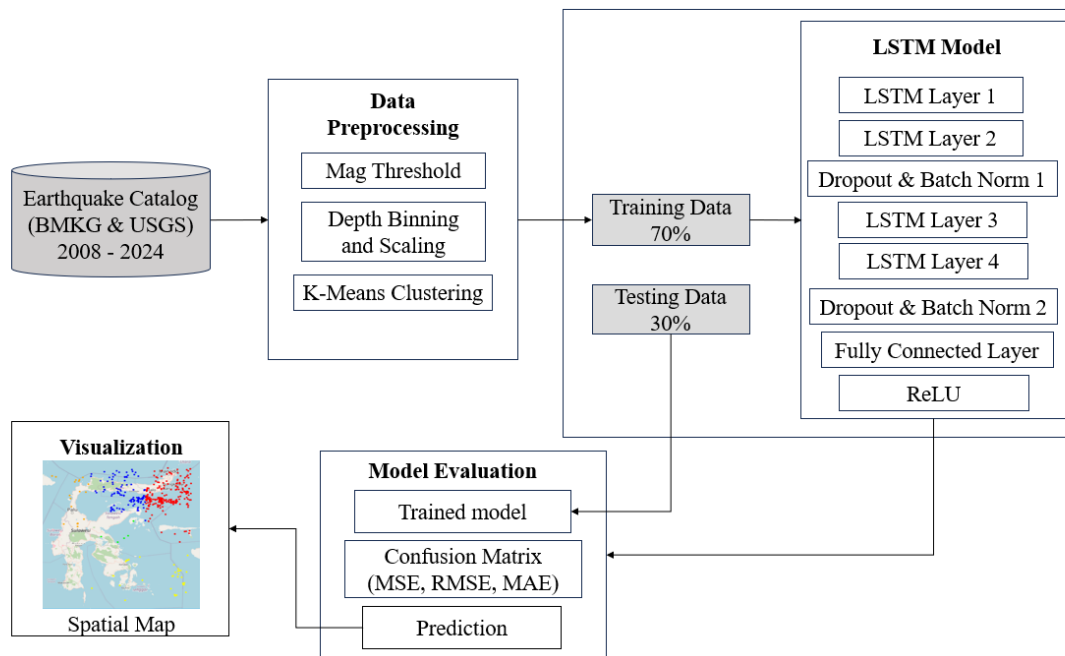 Earthquake Catalog
(BMKG & USGS)
2008 - 2024
Data
Preprocessing
Mag Threshold
Depth Binning
and Scaling
K-Means Clustering
Training Data
70%
Testing Data
30%
LSTM Model
LSTM Layer 1
LSTM Layer 2
Dropout & Batch Norm 1
LSTM Layer 3
LSTM Layer 4
Dropout & Batch Norm 2
Fully Connected Layer
ReLU
Model Evaluation
Trained model
Confusion Matrix
(MSE, RMSE, MAE)
Prediction
Visualization
Spatial Map